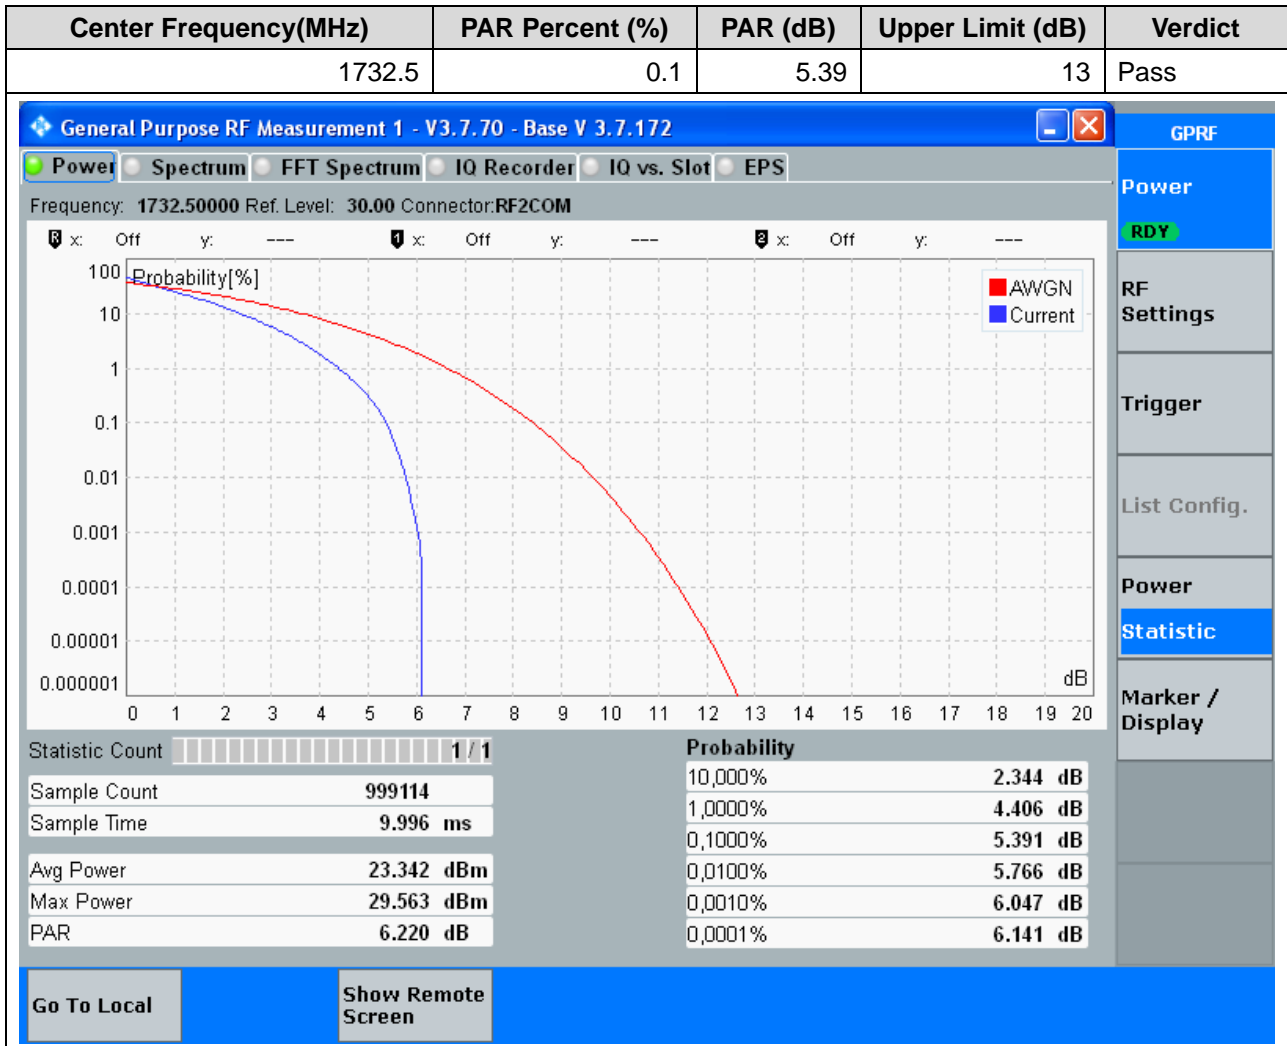 Center Frequency(MHz) PAR Percent (%) PAR (dB) Upper Limit (dB) Verdict
1732.5 0.1 5.39 13 Pass
General Purpose RF Measurement 1 - V3.7.70 - Base V 3.7.172
GPRF
Power Spectrum FFT Spectrum IQ Recorder IQ vs. Slot EPS
Power
RDY
Frequency: 1732.50000 Ref. Level: 30.00 Connector:RF2COM
R x: Off y: --- 1 x: Off y: --- 2 x: Off y: ---
Probability[%]
AWGN
Current
100
10
1
0.1
0.01
0.001
0.0001
0.00001
0.000001
dB
0 1 2 3 4 5 6 7 8 9 10 11 12 13 14 15 16 17 18 19 20
RF
Settings
Trigger
List Config.
Power
Statistic
Marker /
Display
Statistic Count 1 / 1
Sample Count 999114
Sample Time 9.996 ms
Avg Power 23.342 dBm
Max Power 29.563 dBm
PAR 6.220 dB
Probability
10,000% 2.344 dB
1,0000% 4.406 dB
0,1000% 5.391 dB
0,0100% 5.766 dB
0,0010% 6.047 dB
0,0001% 6.141 dB
Go To Local
Show Remote
Screen